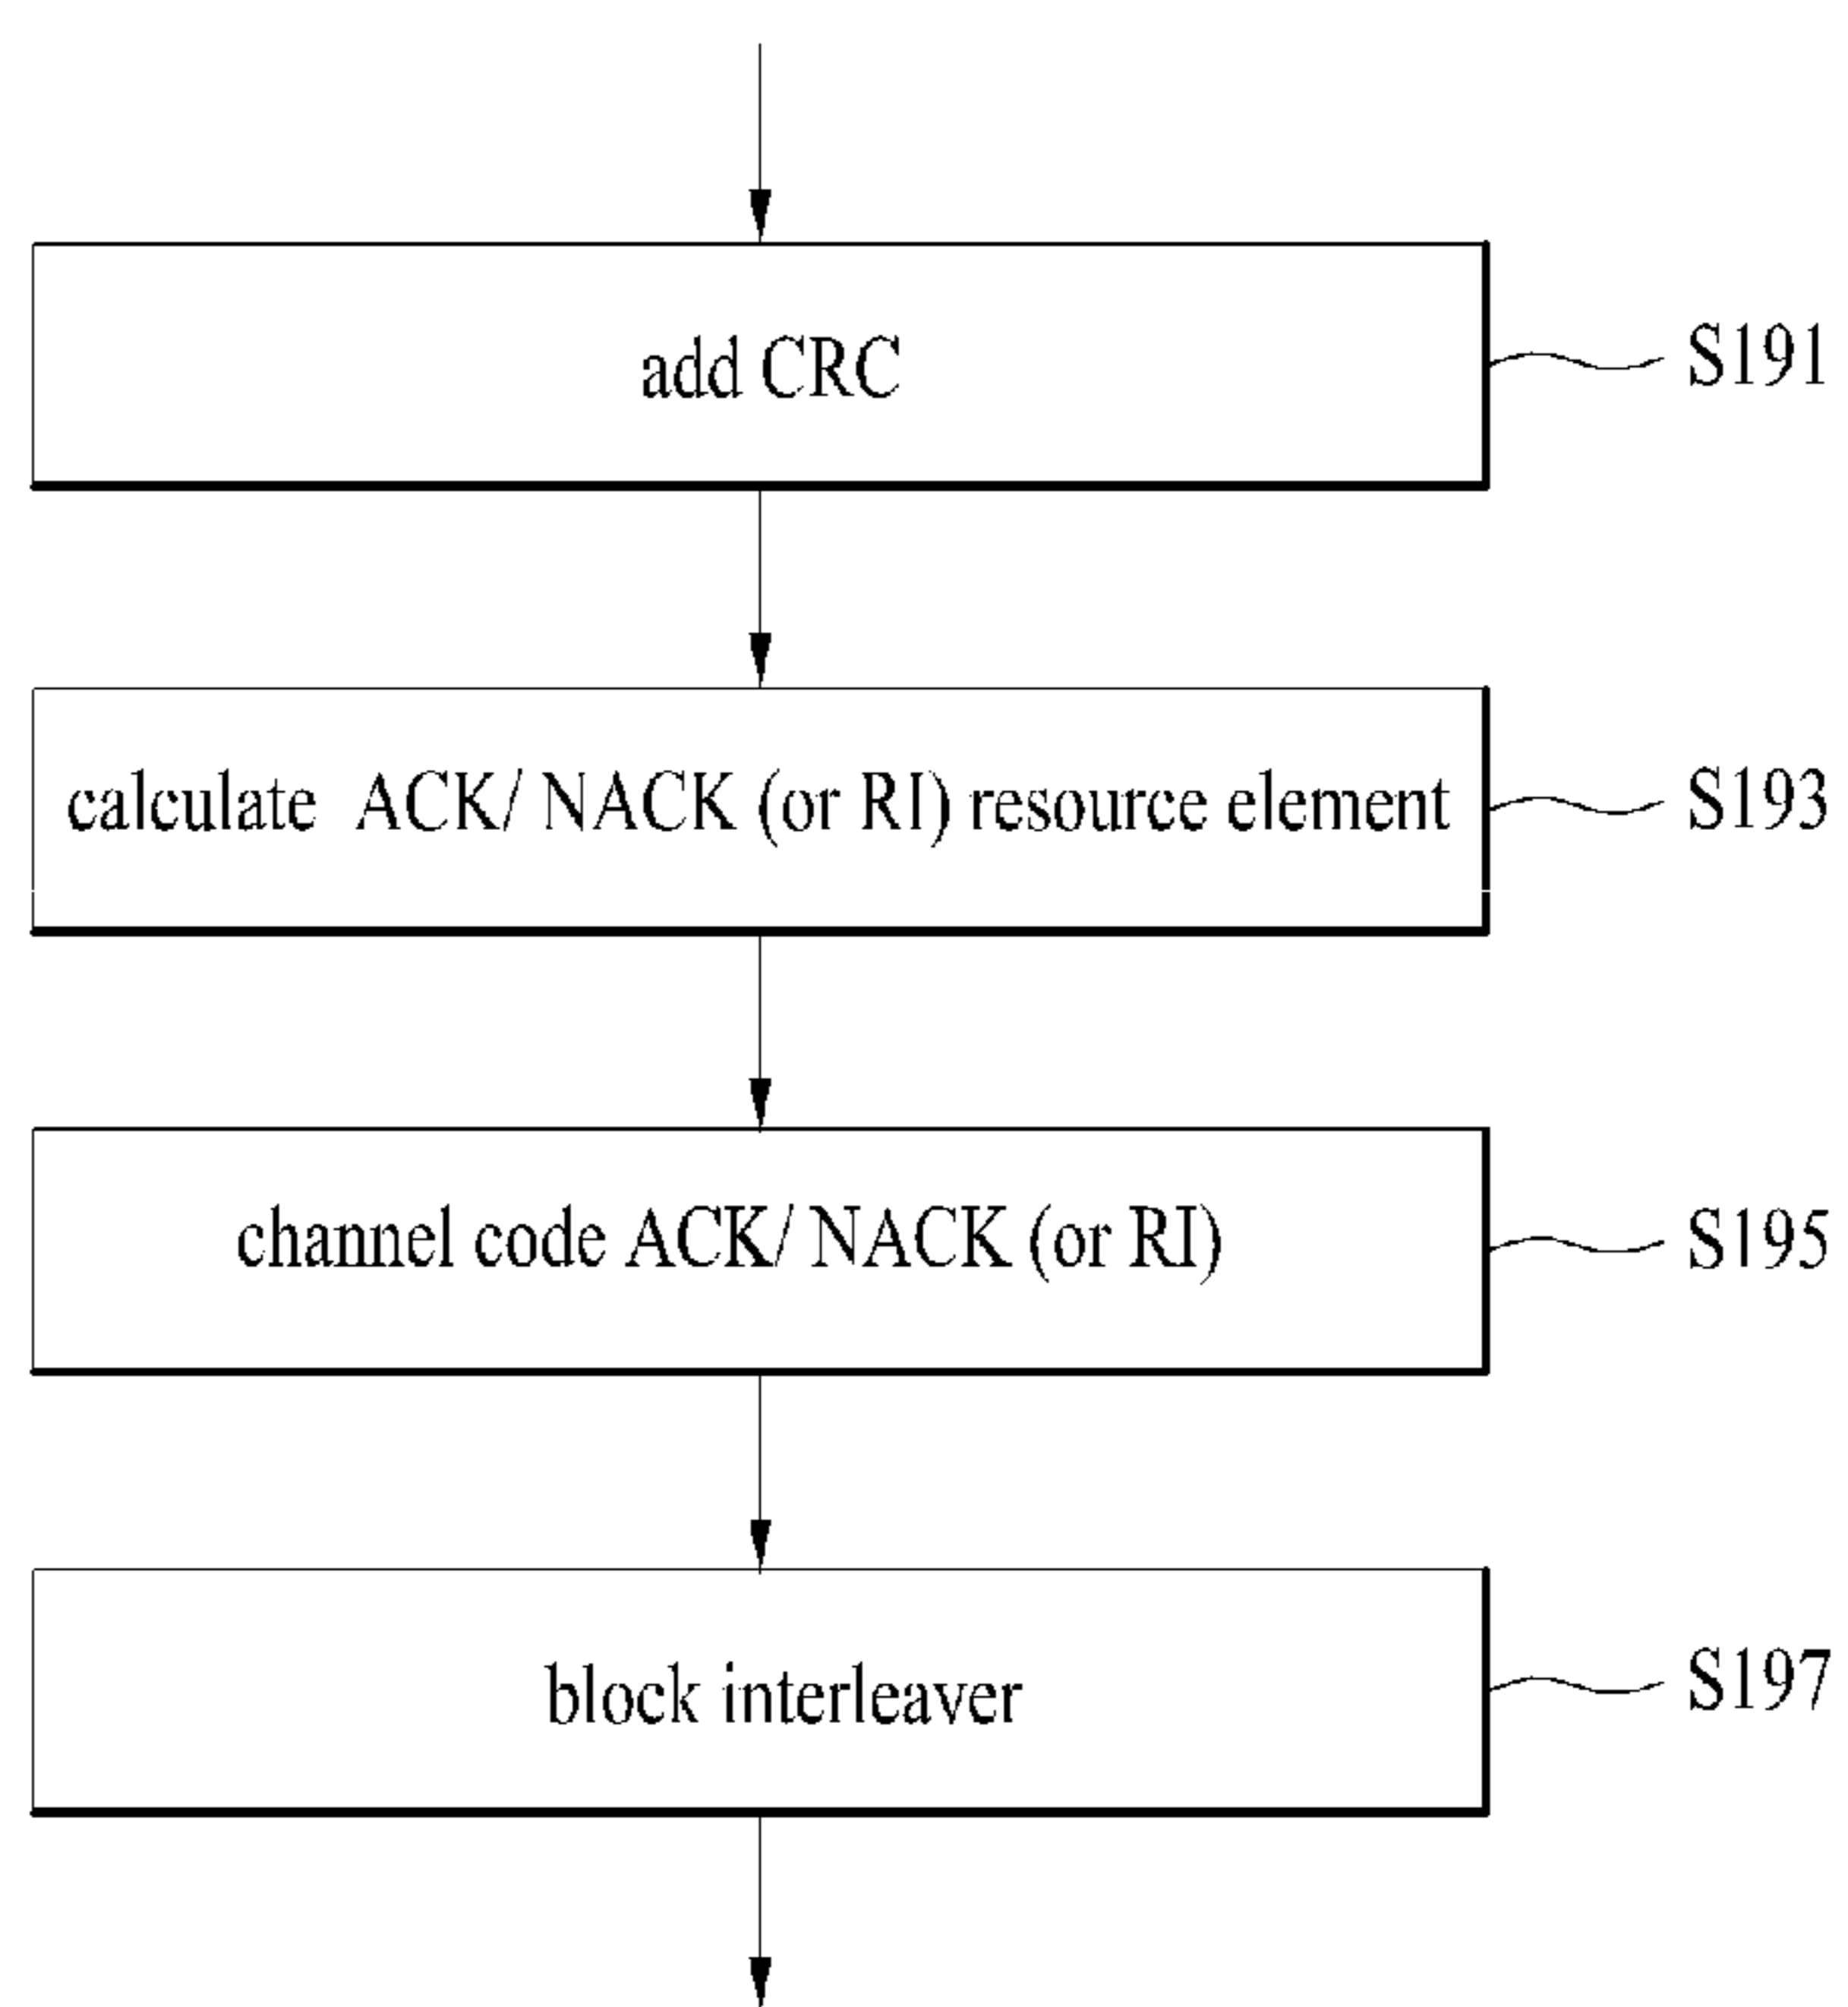 add CRC
S191
calculate ACK/ NACK (or RI) resource element
S193
channel code ACK/ NACK (or RI)
S195
block interleaver
S197